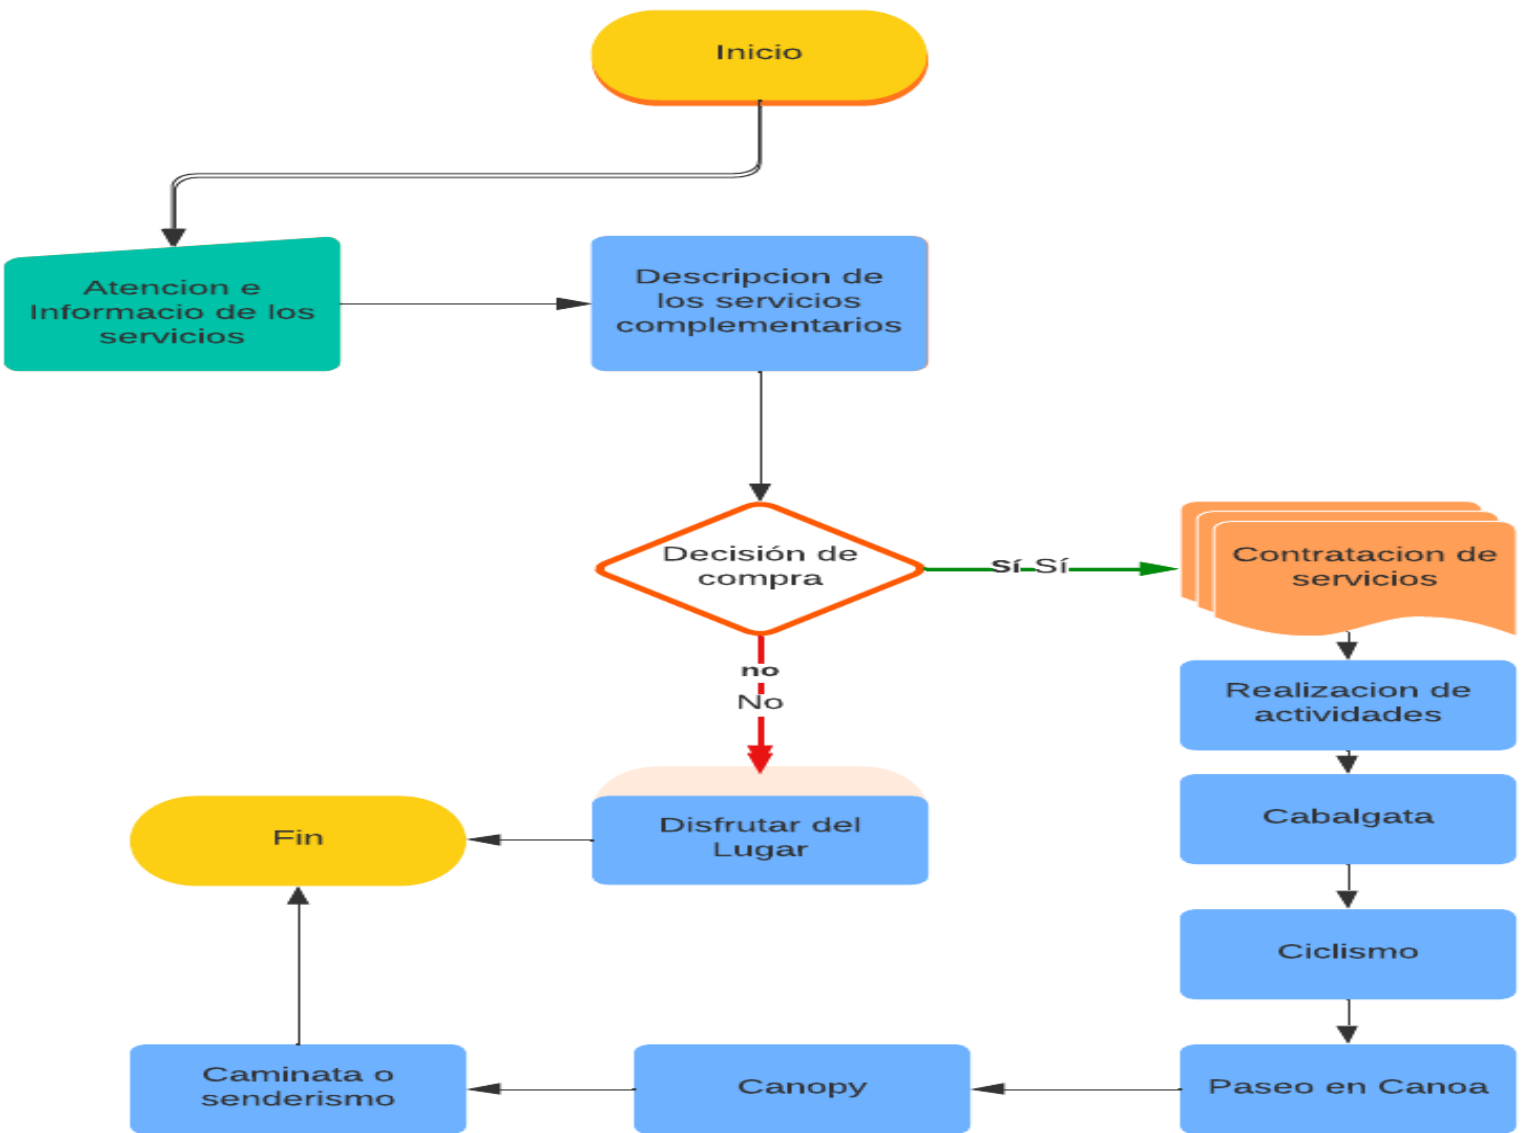 Inicio
Atencion e
Informacio de los
servicios
Descripcion de
los servicios
complementarios
Decisión de
compra
Sí Sí
Contratacion de
servicios
no
No
Realizacion de
actividades
Cabalgata
Disfrutar del
Lugar
Fin
Ciclismo
Paseo en Canoa
Canopy
Caminata o
senderismo